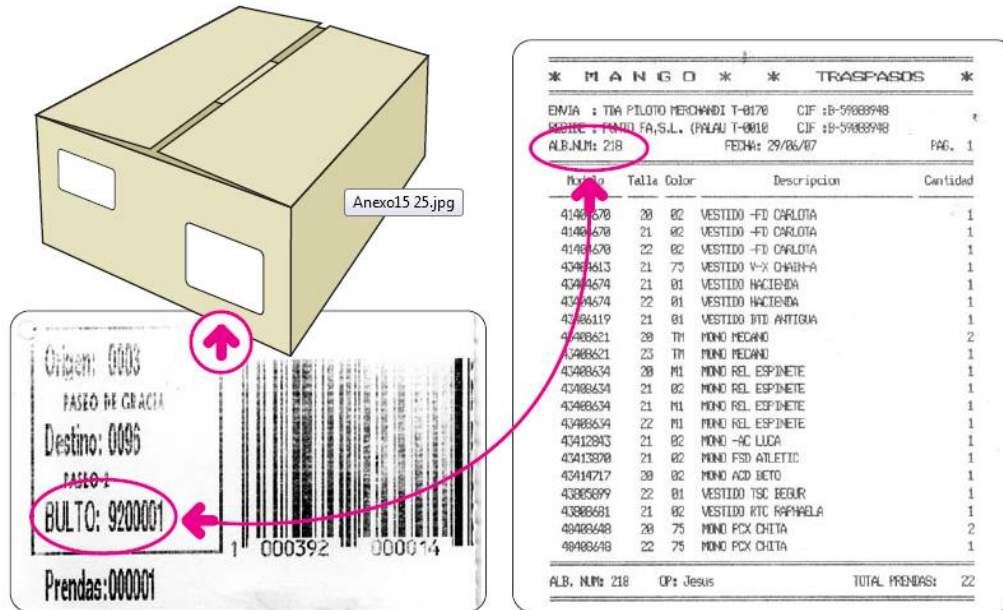 Anexo15 25.jpg
Origen: 0003
PASEO DE GRACIA
Destino: 0096
PASEO 2
BULTO: 9200001
1 000392 000014
Prendas:000001
* M A N G O * * TRASPASOS *
ENVIA : TDA PILOTO MERCHANDI T-0170 CIF :B-59088948
RECIBE : PUNTO FA,S.L. (PALAU T-0010 CIF :B-59088948
ALB.NUM: 218 FECHA: 29/06/07 PAG. 1
Modelo Talla Color Descripcion Cantidad
41404670 20 02 VESTIDO -FD CARLOTA 1
41404670 21 02 VESTIDO -FD CARLOTA 1
41404670 22 02 VESTIDO -FD CARLOTA 1
43404613 21 75 VESTIDO V-X CHAIN-A 1
43404674 21 01 VESTIDO HACIENDA 1
43404674 22 01 VESTIDO HACIENDA 1
43406119 21 01 VESTIDO BTD ANTIGUA 1
43408621 20 TM MONO MECANO 2
43408621 23 TM MONO MECANO 1
43408634 20 M1 MONO REL ESPINETE 1
43408634 21 02 MONO REL ESPINETE 1
43408634 21 M1 MONO REL ESPINETE 1
43408634 22 M1 MONO REL ESPINETE 1
43412843 21 02 MONO -AC LUCA 1
43413870 21 02 MONO FSD ATLETIC 1
43414717 20 02 MONO ACD BETO 1
43805899 22 01 VESTIDO TSC BEGUR 1
43808681 21 02 VESTIDO RTC RAPHAELA 1
48408648 20 75 MONO PCX CHITA 2
48408648 22 75 MONO PCX CHITA 1
ALB. NUM: 218 OP: Jesus TOTAL PRENDAS: 22